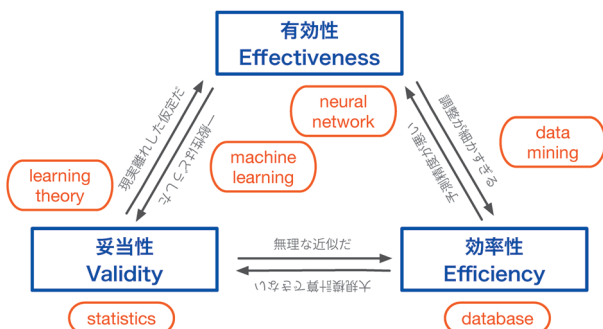 有効性
Effectiveness
現実離れした仮定だ
一般性はどうした
neural
network
調整が細かすぎる
予測精度が悪い
data
mining
machine
learning
learning
theory
妥当性
Validity
無理な近似だ
大規模計算できない
効率性
Efficiency
statistics
database